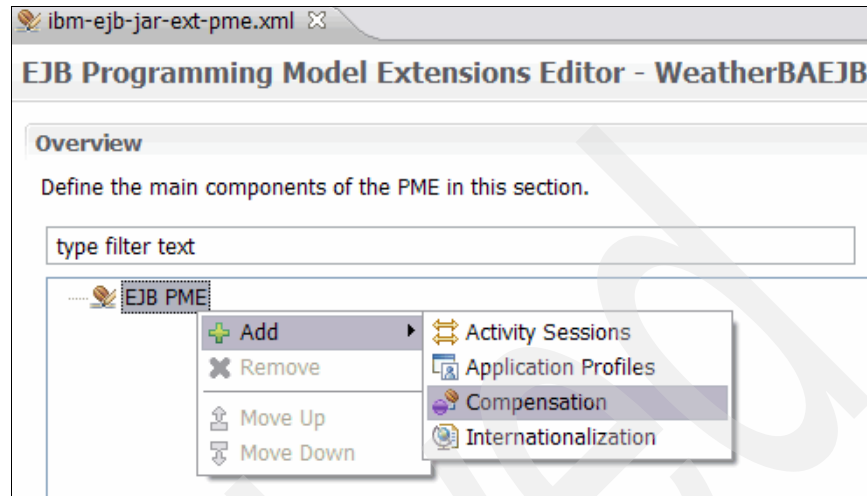 ibm-ejb-jar-ext-pme.xml
EJB Programming Model Extensions Editor - WeatherBAEJB
Overview
Define the main components of the PME in this section.
type filter text
EJB PME
Add
Remove
Move Up
Move Down
Activity Sessions
Application Profiles
Compensation
Internationalization